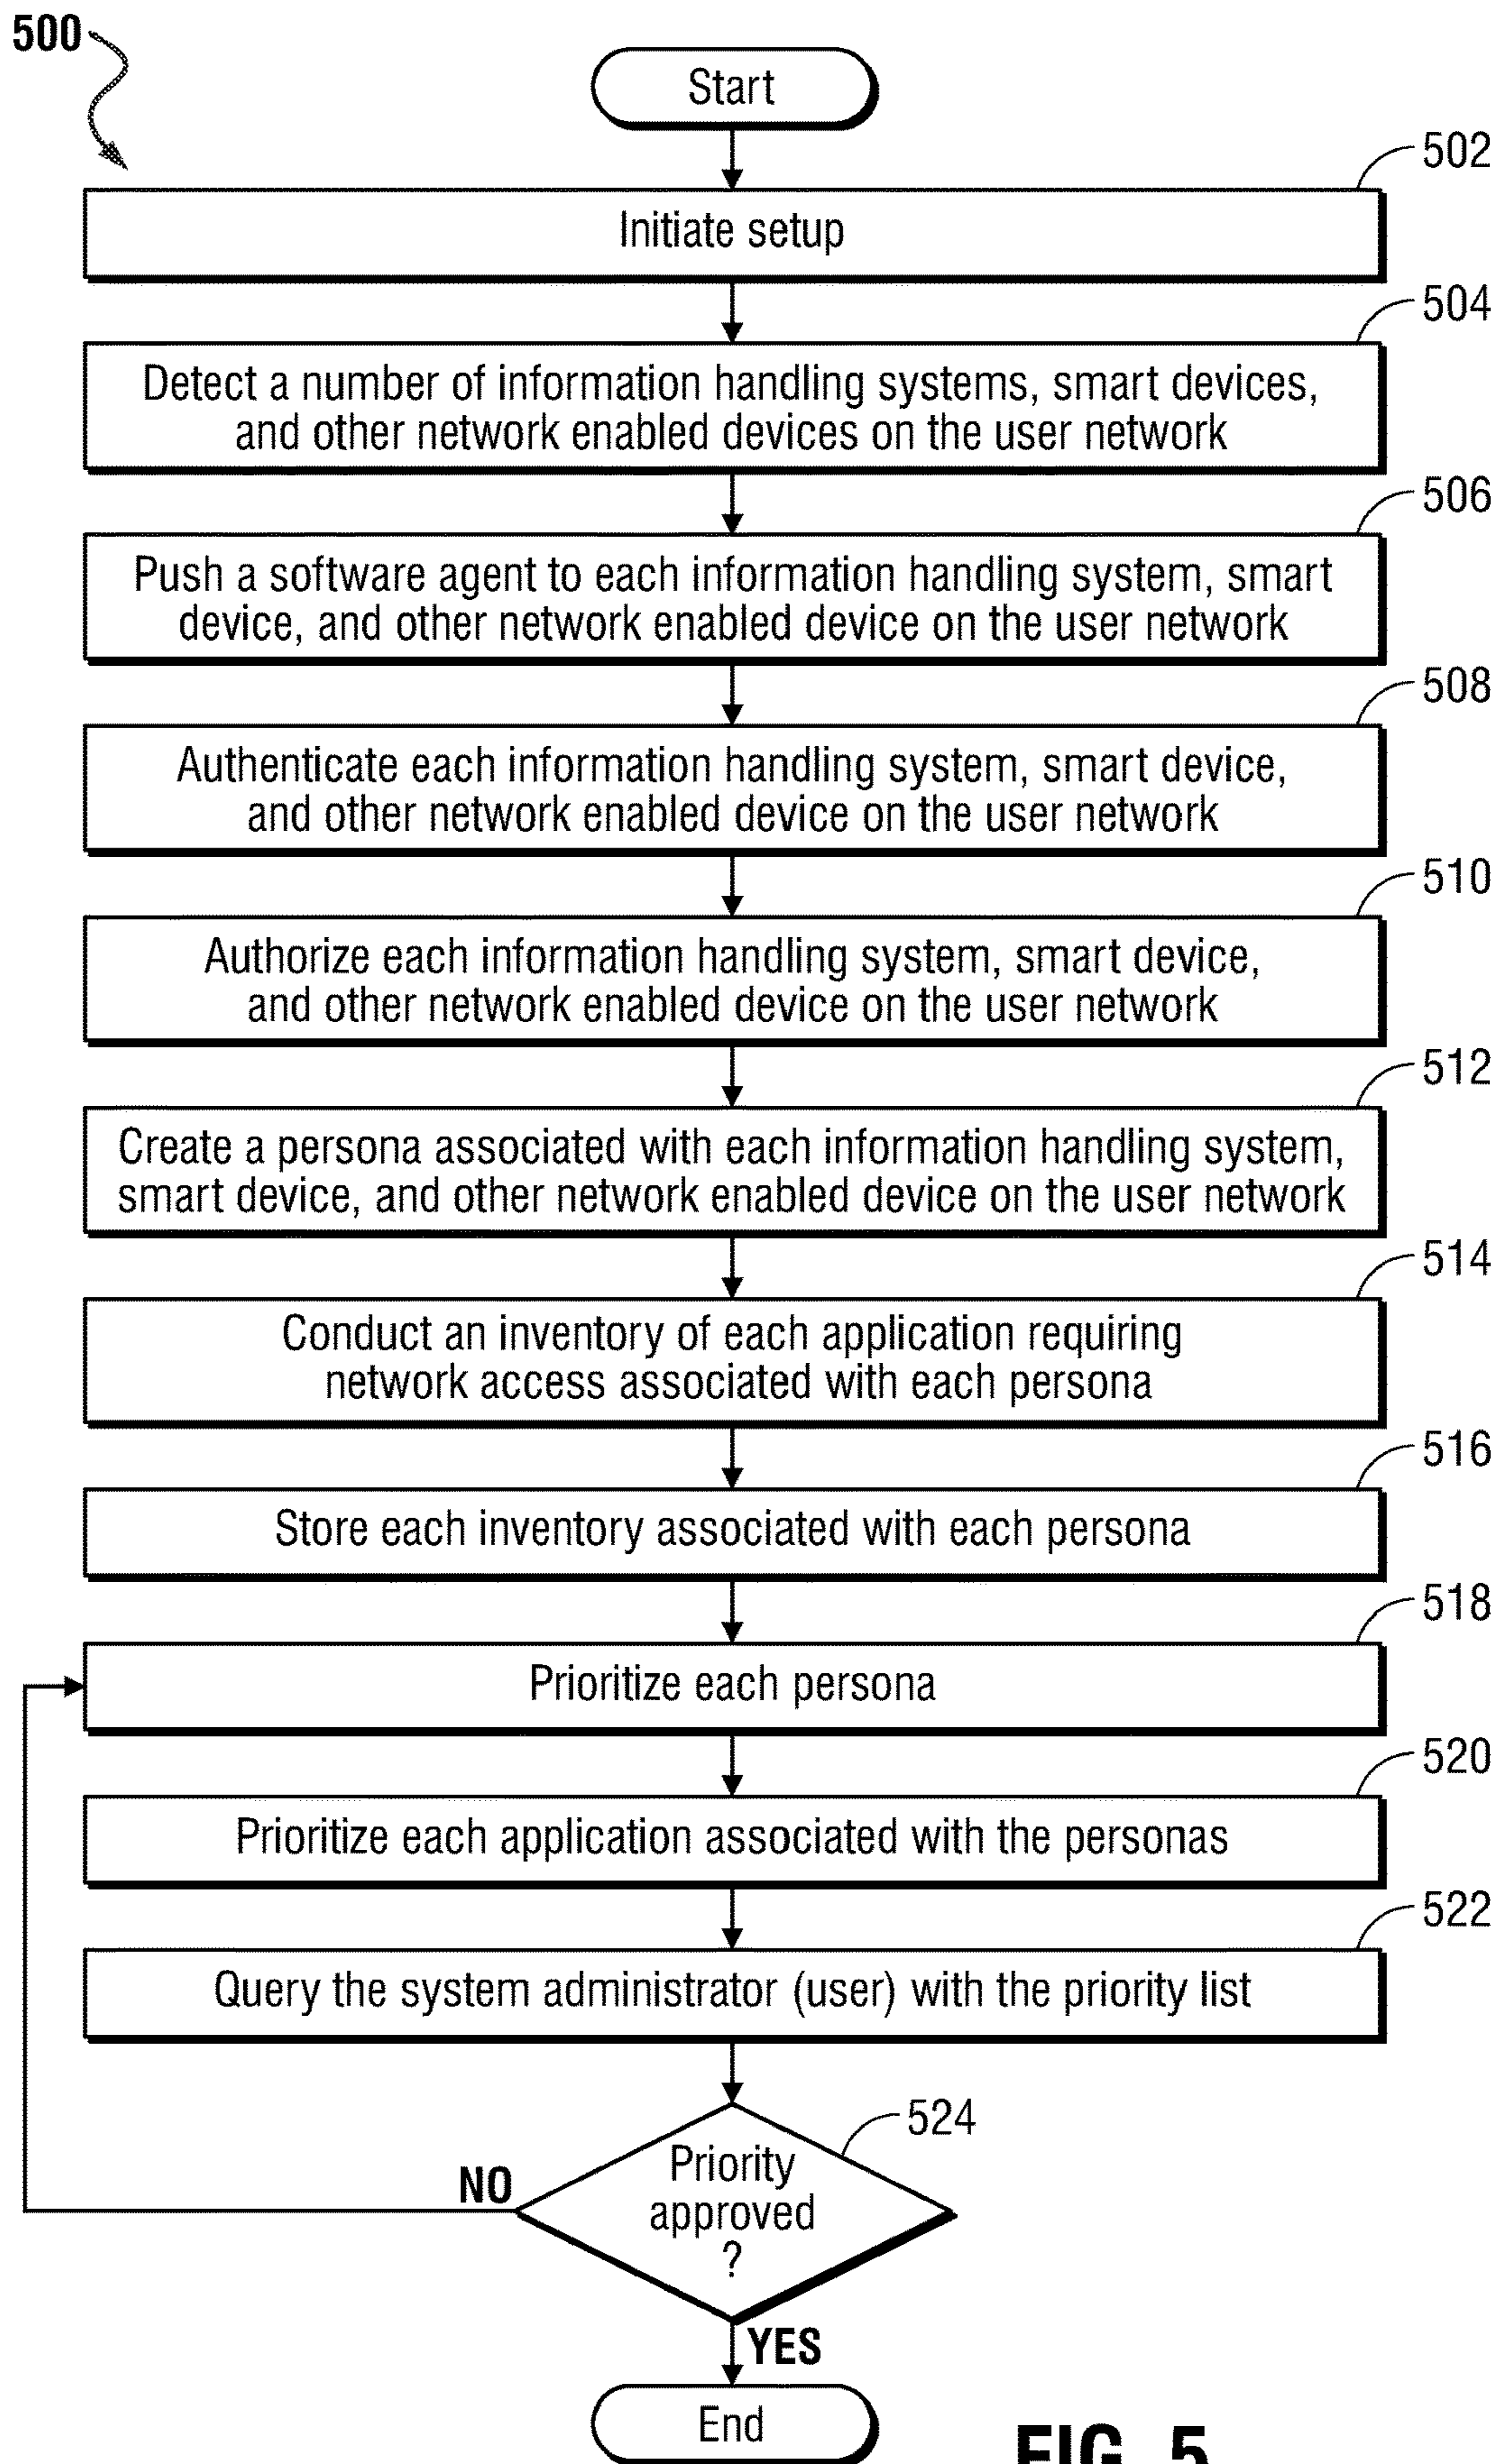 500
Start
502
Initiate setup
504
Detect a number of information handling systems, smart devices,
and other network enabled devices on the user network
506
Push a software agent to each information handling system, smart
device, and other network enabled device on the user network
508
Authenticate each information handling system, smart device,
and other network enabled device on the user network
510
Authorize each information handling system, smart device,
and other network enabled device on the user network
512
Create a persona associated with each information handling system,
smart device, and other network enabled device on the user network
514
Conduct an inventory of each application requiring
network access associated with each persona
516
Store each inventory associated with each persona
518
Prioritize each persona
520
Prioritize each application associated with the personas
522
Query the system administrator (user) with the priority list
524
Priority
approved
?
NO
YES
End
FIG. 5